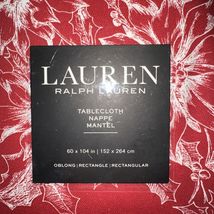 LAUREN
RALPH LAUREN
TABLECLOTH
NAPPE
MANTEL
60 x 104 in | 152 x 264 cm
OBLONG | RECTANGLE | RECTANGULAR